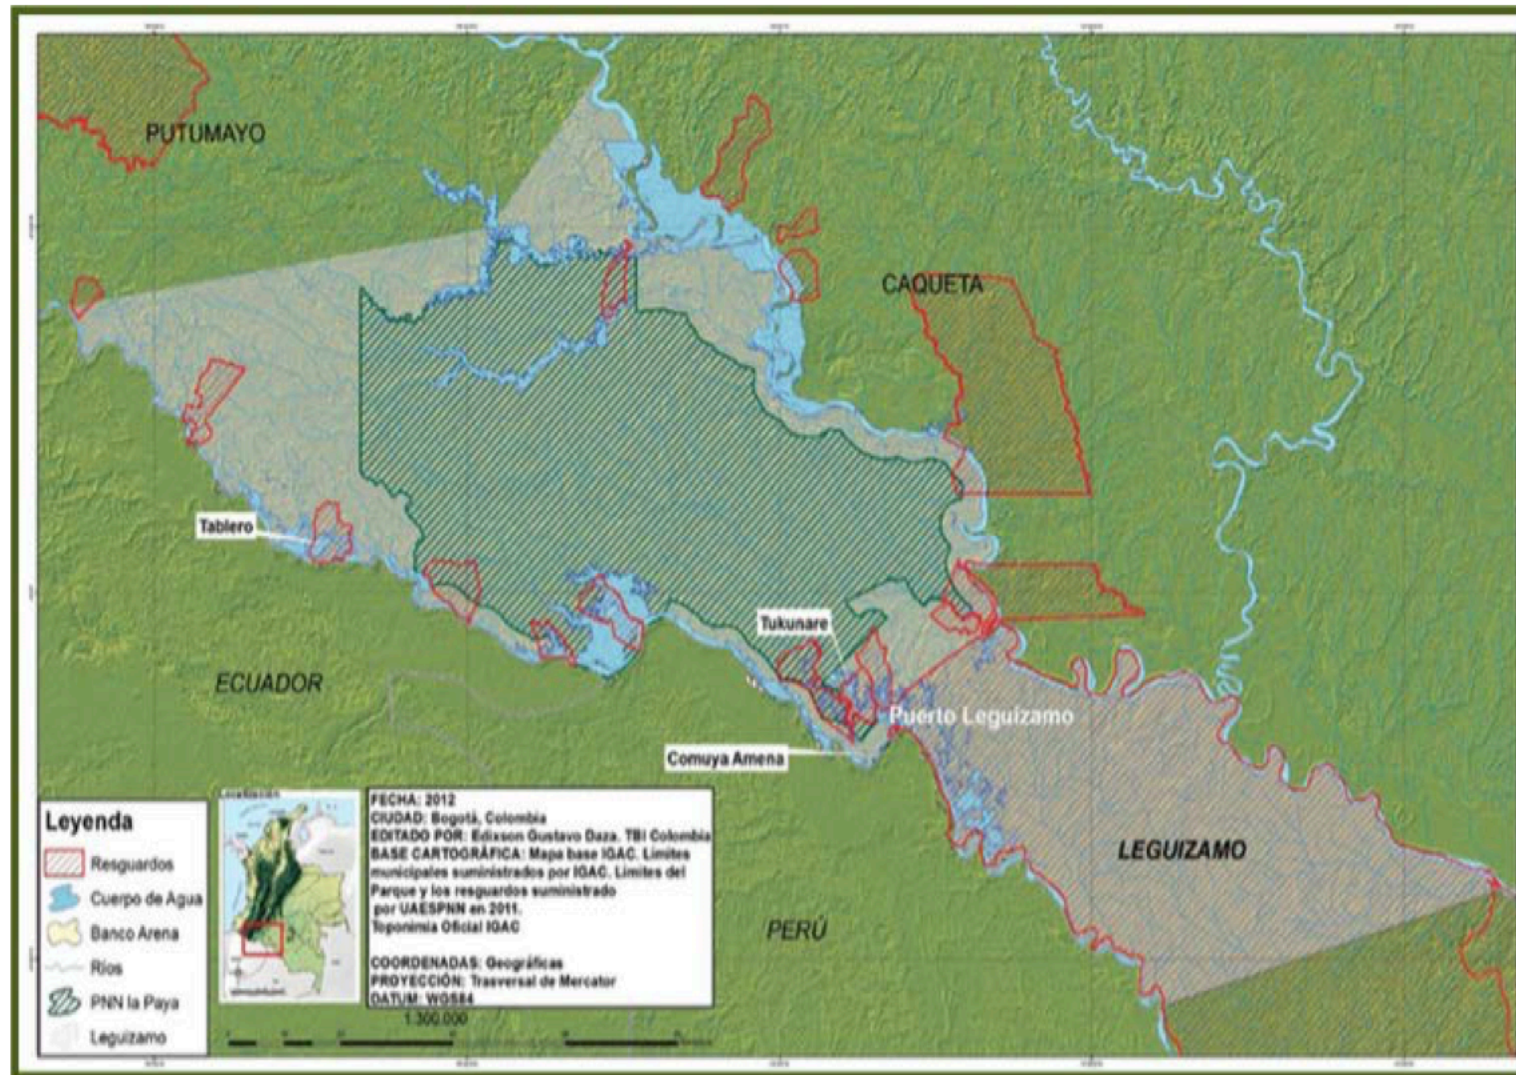 PUTUMAYO
CAQUETA
Tablero
Tukunare
ECUADOR
Puerto Leguízamo
Comuya Amena
LEGUIZAMO
PERÚ
Localización
Leyenda
Resguardos
Cuerpo de Agua
Banco Arena
Ríos
PNN la Paya
Leguizamo
FECHA: 2012
CIUDAD: Bogotá, Colombia
EDITADO POR: Edixson Gustavo Daza. TBI Colombia
BASE CARTOGRÁFICA: Mapa base IGAC. Limites
municipales suministrados por IGAC. Limites del
Parque y los resguardos suministrado
por UAESPNN en 2011.
Toponimia Oficial IGAC
COORDENADAS: Geográficas
PROYECCIÓN: Trasversal de Mercator
DATUM: WGS84
1:300.000